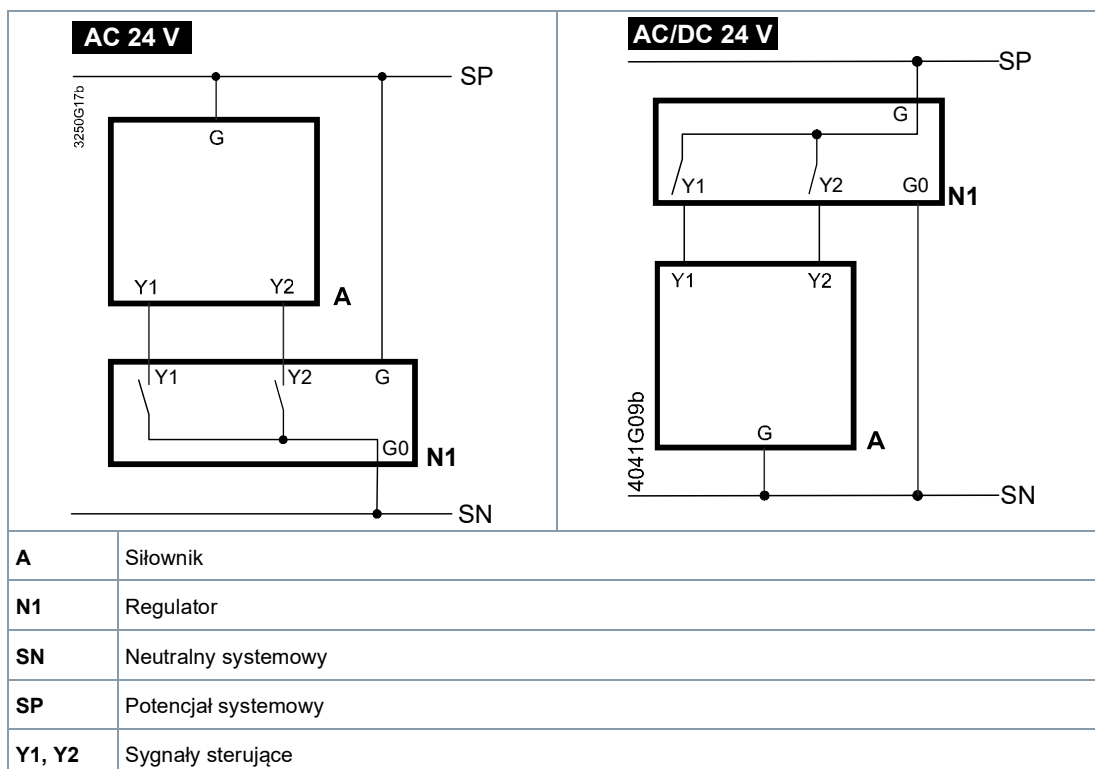 AC 24 V
SP
3250G17b
G
Y1 Y2
A
Y1 Y2 G
G0
N1
SN
AC/DC 24 V
SP
G
Y1 Y2 G0
N1
Y1 Y2
4041G09b
G
A
SN
A Siłownik
N1 Regulator
SN Neutralny systemowy
SP Potencjał systemowy
Y1, Y2 Sygnały sterujące